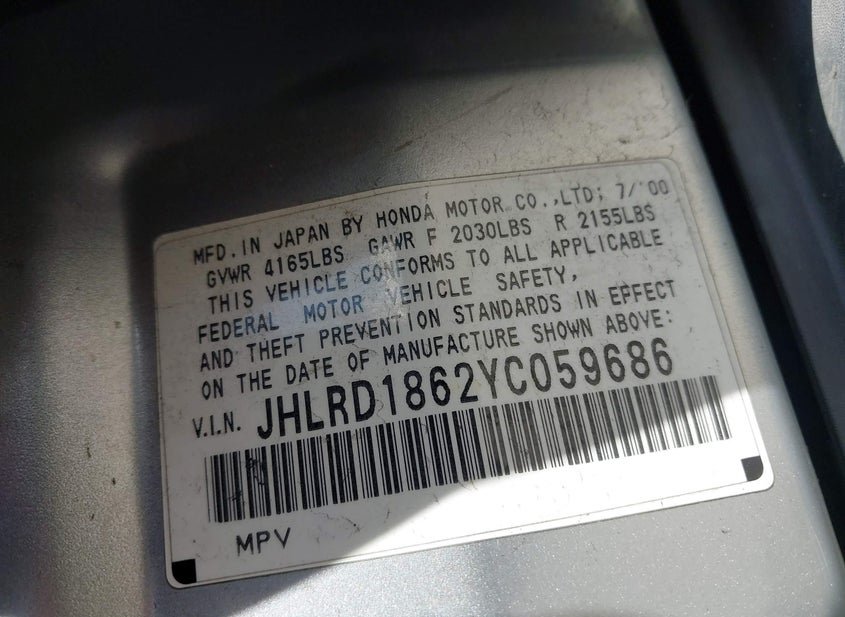 MFD. IN JAPAN BY HONDA MOTOR CO.,LTD; 7/'00
GVWR 4165LBS GAWR F 2030LBS R 2155LBS
THIS VEHICLE CONFORMS TO ALL APPLICABLE
FEDERAL MOTOR VEHICLE SAFETY,
AND THEFT PREVENTION STANDARDS IN EFFECT
ON THE DATE OF MANUFACTURE SHOWN ABOVE:
V.I.N. JHLRD1862YC059686
MPV